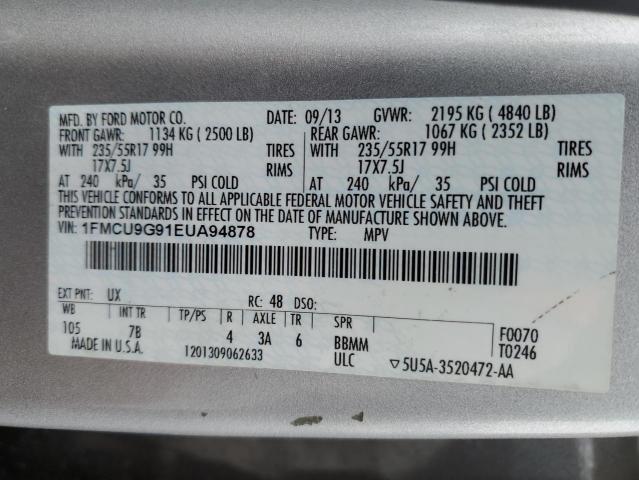 MFD. BY FORD MOTOR CO. DATE: 09/13 GVWR: 2195 KG ( 4840 LB)
FRONT GAWR: 1134 KG ( 2500 LB) REAR GAWR: 1067 KG ( 2352 LB)
WITH 235/55R17 99H TIRES WITH 235/55R17 99H TIRES
17X7.5J RIMS 17X7.5J RIMS
AT 240 kPa/ 35 PSI COLD AT 240 kPa/ 35 PSI COLD
THIS VEHICLE CONFORMS TO ALL APPLICABLE FEDERAL MOTOR VEHICLE SAFETY AND THEFT
PREVENTION STANDARDS IN EFFECT ON THE DATE OF MANUFACTURE SHOWN ABOVE.
VIN: 1FMCU9G91EUA94878 TYPE: MPV
EXT PNT: UX RC: 48 DSO:
WB INT TR TP/PS R AXLE TR SPR F0070
105 7B 4 3A 6 BBMM T0246
MADE IN U.S.A. 1201309062633 ULC ▽5U5A-3520472-AA